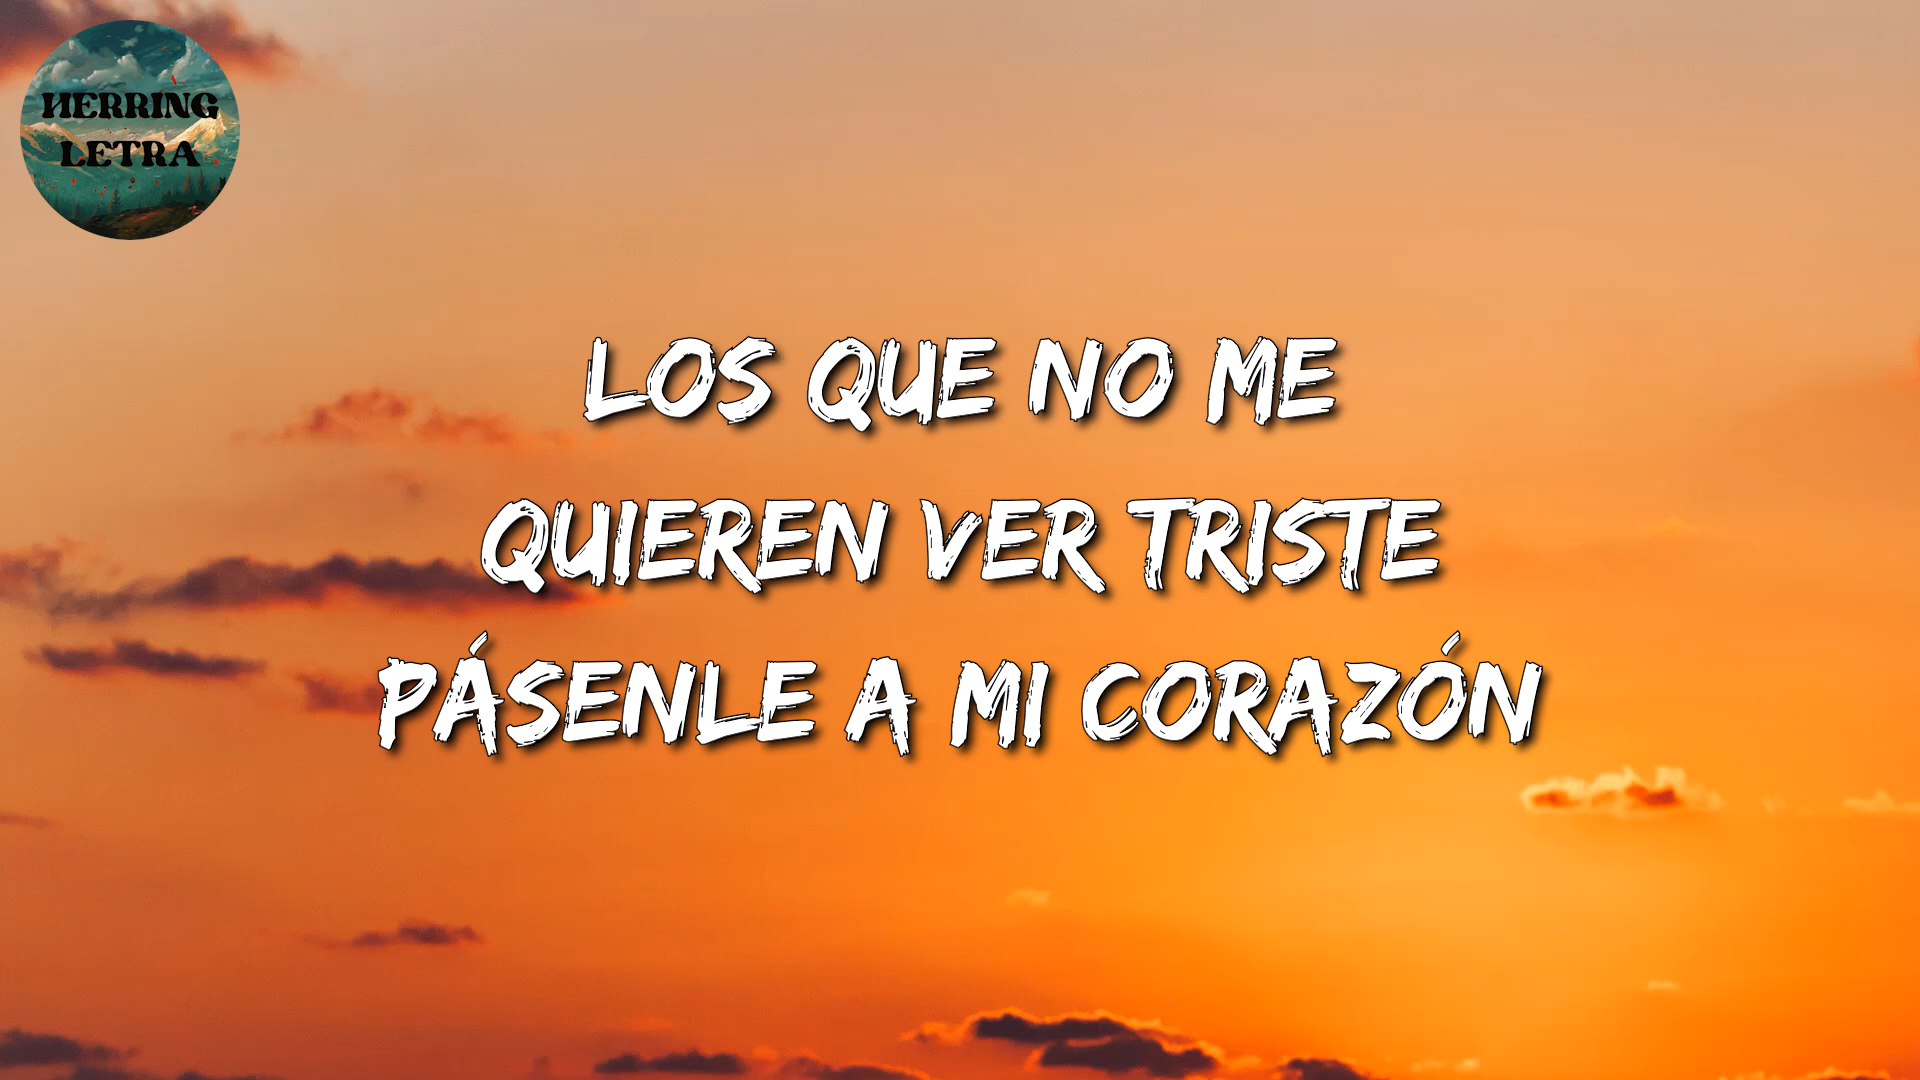 HERRING
LETRA
LOS QUE NO ME
QUIEREN VER TRISTE
PÁSENLE A MI CORAZÓN